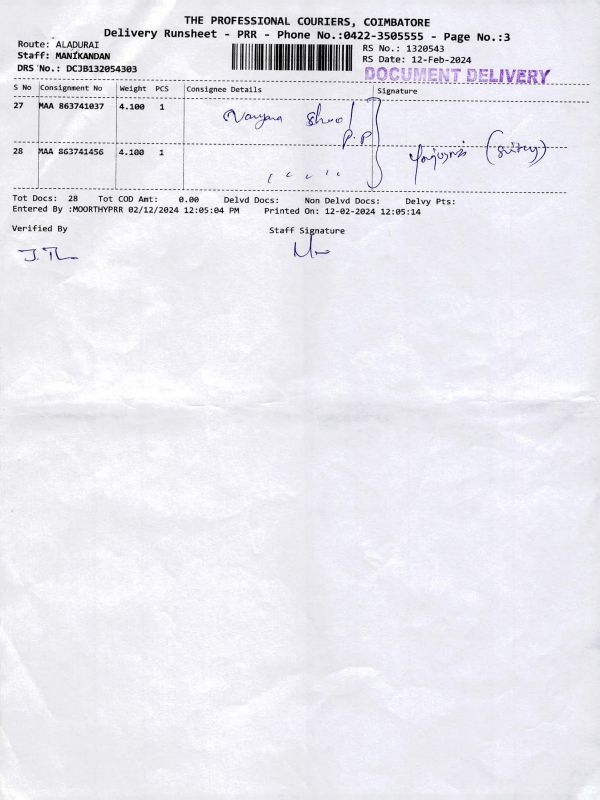 THE PROFESSIONAL COURIERS, COIMBATORE
Delivery Runsheet - PRR - Phone No.:0422-3505555 - Page No.:3
Route: ALADURAI
Staff: MANIKANDAN
DRS No.: DCJB132054303
RS No.: 1320543
RS Date: 12-Feb-2024
DOCUMENT DELIVERY
S No Consignment No Weight PCS Consignee Details Signature
27 MAA 863741037 4.100 1
P.P
28 MAA 863741456 4.100 1
Tot Docs: 28 Tot COD Amt: 0.00 Delvd Docs: Non Delvd Docs: Delvy Pts:
Entered By :MOORTHYPRR 02/12/2024 12:05:04 PM Printed On: 12-02-2024 12:05:14
Verified By Staff Signature